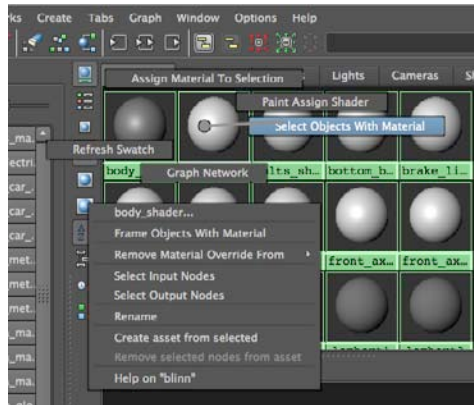 Create Tabs Graph Window Options Help
Assign Material To Selection
Lights
Cameras
Paint Assign Shader
Select Objects With Material
Refresh Swatch
Graph Network
body_
lts_sh...
bottom_b...
brake_li...
_ma.
ectri.
car_.
car_.
car_.
met.
met.
met.
_ma.
_ma.
_ma.
body_shader...
Frame Objects With Material
Remove Material Override From
Select Input Nodes
Select Output Nodes
Rename
Create asset from selected
Remove selected nodes from asset
Help on "blinn"
front_ax...
front_ax...